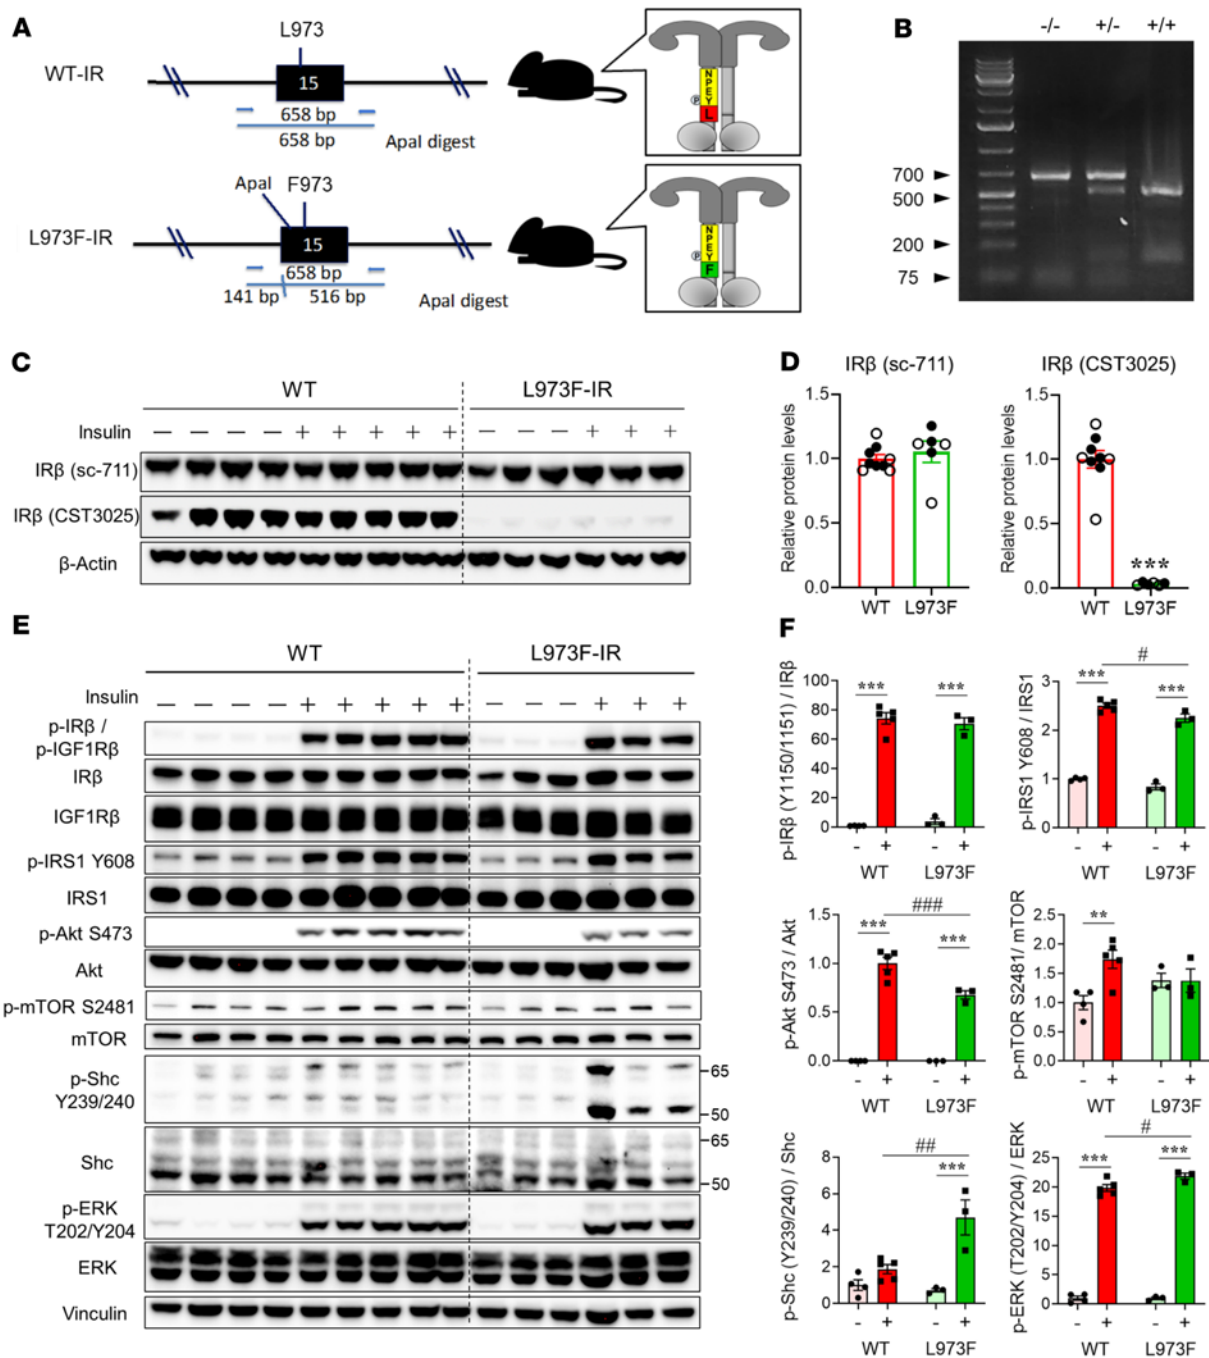 A
WT-IR
L973
15
658 bp
658 bp
ApaI digest
N
P
E
Y
P
L
L973F-IR
ApaI
F973
15
658 bp
141 bp
516 bp
ApaI digest
N
P
E
Y
P
F
B
-/- +/- +/+
700
500
200
75
C
WT L973F-IR
Insulin — — — — + + + + + — — — + + +
IRβ (sc-711)
IRβ (CST3025)
β-Actin
D
IRβ (sc-711)
Relative protein levels
1.5
1.0
0.5
0.0
WT L973F
IRβ (CST3025)
Relative protein levels
1.5
1.0
0.5
0.0
***
WT L973F
E
WT L973F-IR
Insulin — — — — + + + + + — — — + + +
p-IRβ /
p-IGF1Rβ
IRβ
IGF1Rβ
p-IRS1 Y608
IRS1
p-Akt S473
Akt
p-mTOR S2481
mTOR
p-Shc
Y239/240
65
50
Shc
65
50
p-ERK
T202/Y204
ERK
Vinculin
F
p-IRβ (Y1150/1151) / IRβ
100
80
60
40
20
0
*** ***
- + - +
WT L973F
p-IRS1 Y608 / IRS1
3
2
1
0
#
*** ***
- + - +
WT L973F
p-Akt S473 / Akt
1.5
1.0
0.5
0.0
###
*** ***
- + - +
WT L973F
p-mTOR S2481/ mTOR
2.5
2.0
1.5
1.0
0.5
0.0
**
- + - +
WT L973F
p-Shc (Y239/240) / Shc
8
6
4
2
0
##
***
- + - +
WT L973F
p-ERK (T202/Y204) / ERK
25
20
15
10
5
0
#
*** ***
- + - +
WT L973F